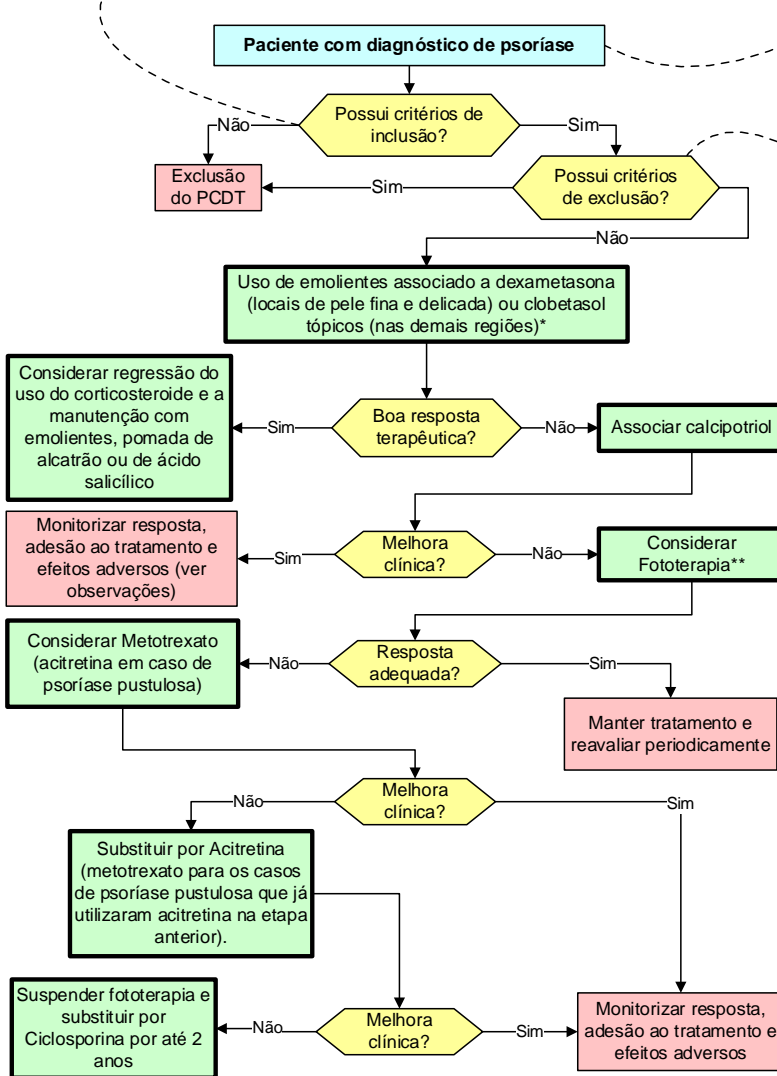 Paciente com diagnóstico de psoríase
Possui critérios de
inclusão?
Não
Sim
Exclusão
do PCDT
Sim
Possui critérios
de exclusão?
Não
Uso de emolientes associado a dexametasona
(locais de pele fina e delicada) ou clobetasol
tópicos (nas demais regiões)*
Considerar regressão do
uso do corticosteroide e a
manutenção com
emolientes, pomada de
alcatrão ou de ácido
salicílico
Sim
Boa resposta
terapêutica?
Não
Associar calcipotriol
Monitorizar resposta,
adesão ao tratamento e
efeitos adversos (ver
observações)
Sim
Melhora
clínica?
Não
Considerar
Fototerapia**
Considerar Metotrexato
(acitretina em caso de
psoríase pustulosa)
Não
Resposta
adequada?
Sim
Manter tratamento e
reavaliar periodicamente
Não
Melhora
clínica?
Sim
Substituir por Acitretina
(metotrexato para os casos
de psoríase pustulosa que já
utilizaram acitretina na etapa
anterior).
Suspender fototerapia e
substituir por
Ciclosporina por até 2
anos
Não
Melhora
clínica?
Sim
Monitorizar resposta,
adesão ao tratamento e
efeitos adversos